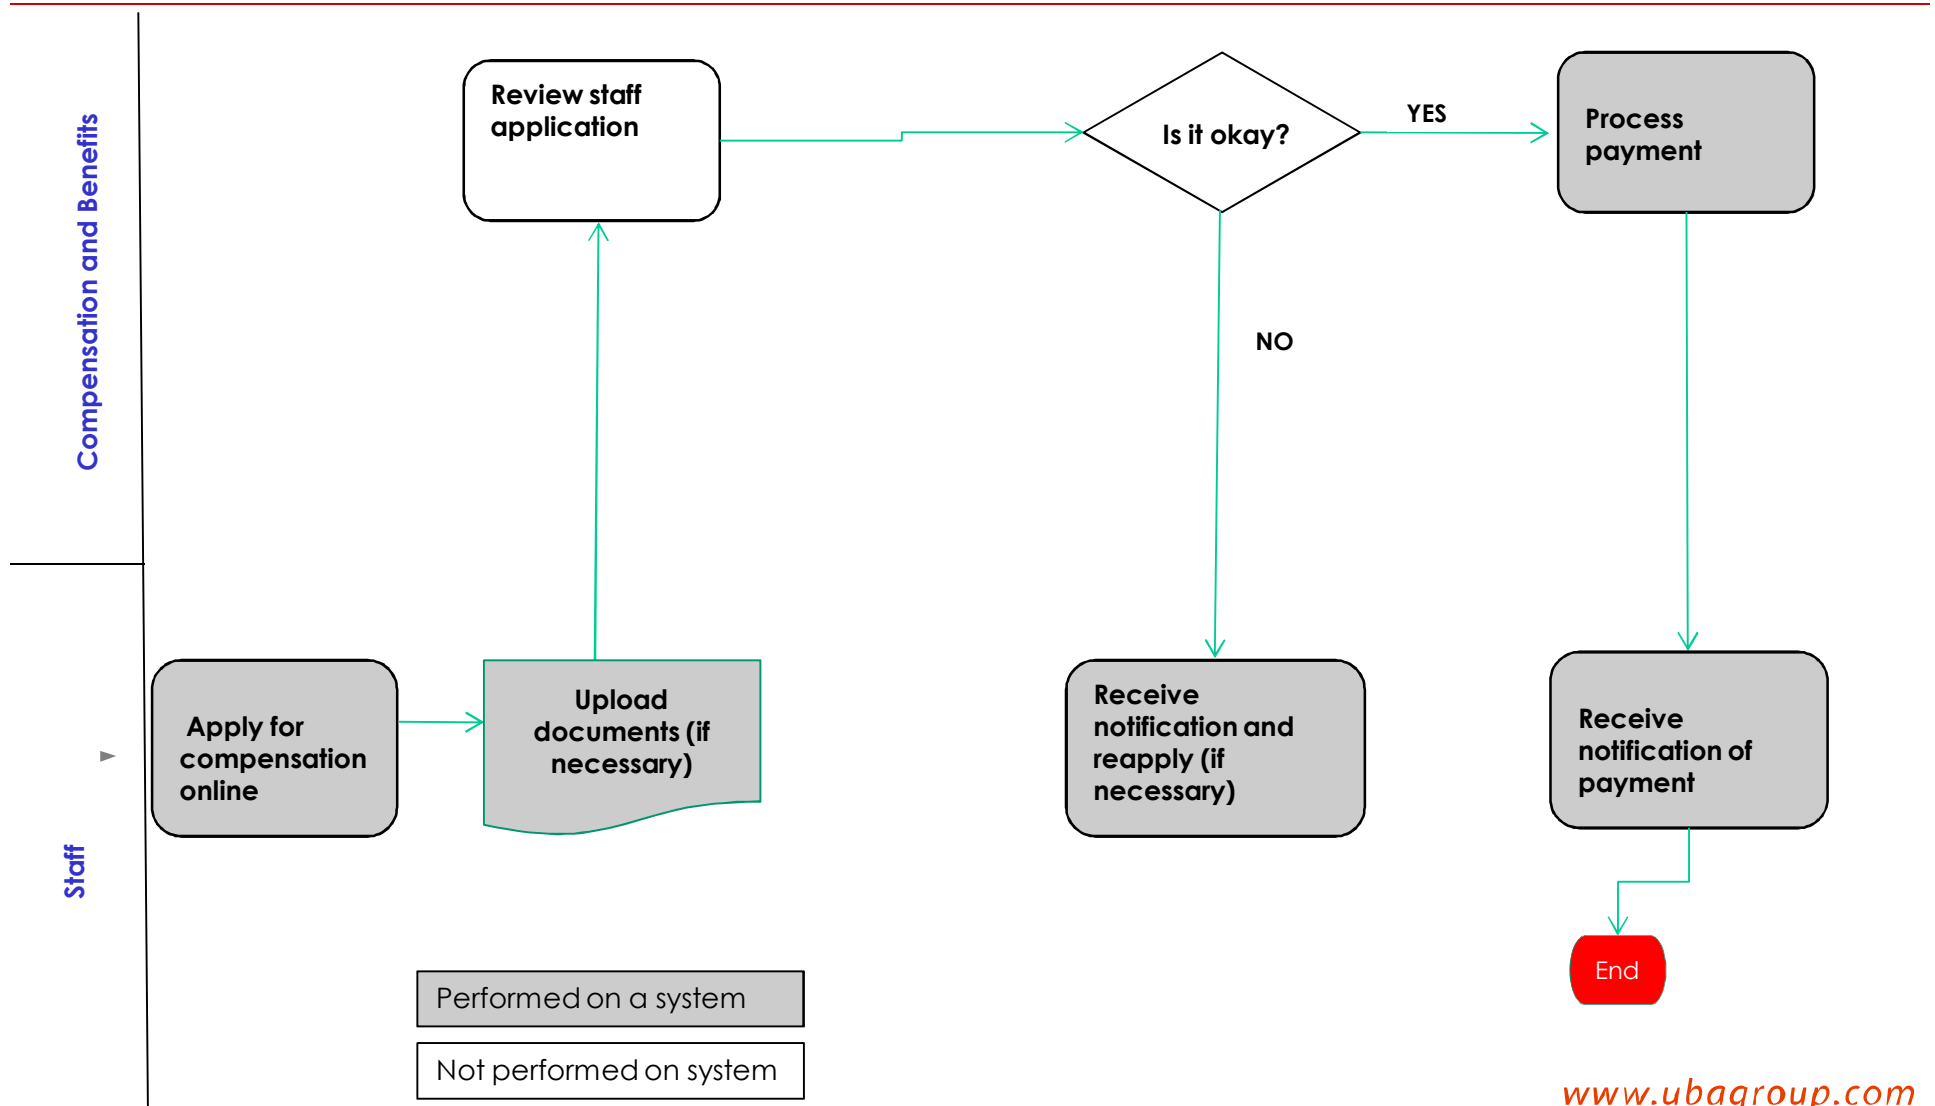 Compensation and Benefits
Review staff
application
Is it okay?
YES
Process
payment
NO
Staff
Apply for
compensation
online
Upload
documents (if
necessary)
Receive
notification and
reapply (if
necessary)
Receive
notification of
payment
End
Performed on a system
Not performed on system
www.ubagroup.com